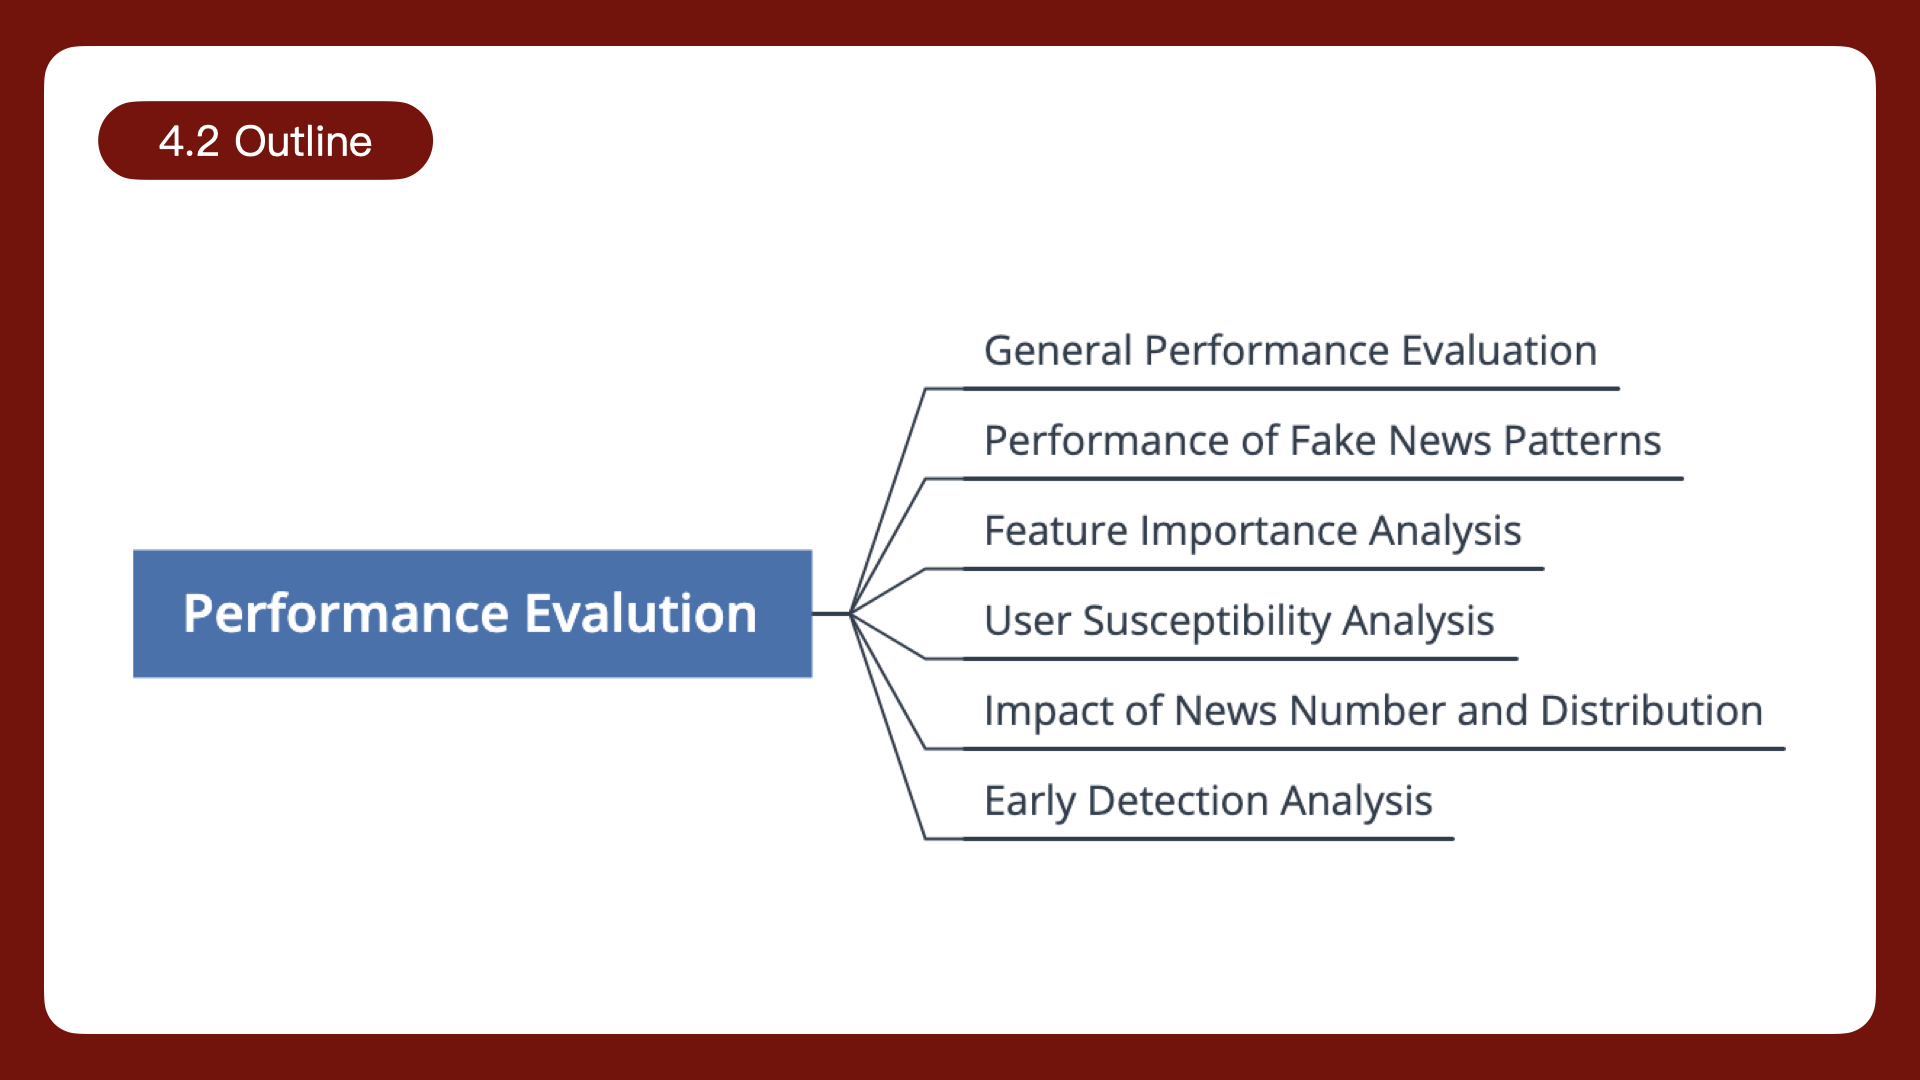 4.2 Outline
General Performance Evaluation
Performance of Fake News Patterns
Feature Importance Analysis
Performance Evalution
User Susceptibility Analysis
Impact of News Number and Distribution
Early Detection Analysis